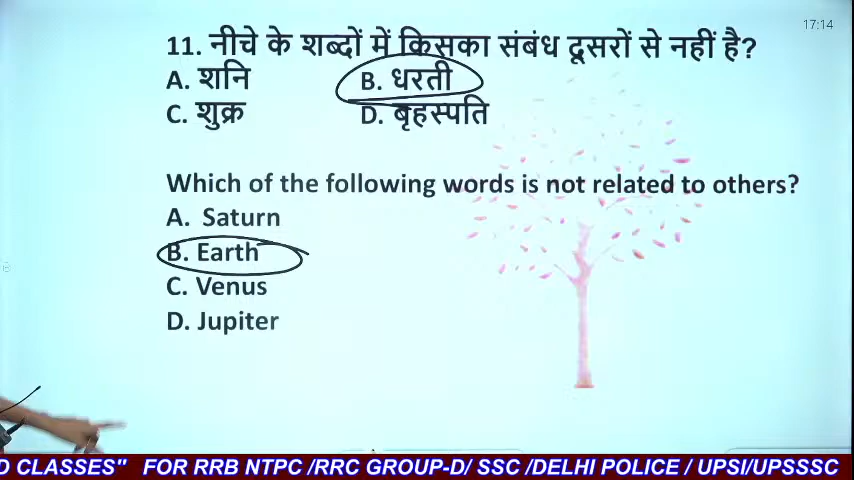 17:14
11. नीचे के शब्दों में किसका संबंध दूसरों से नहीं है?
A. शनि B. धरती
C. शुक्र D. बृहस्पति
Which of the following words is not related to others?
A. Saturn
B. Earth
C. Venus
D. Jupiter
D CLASSES" FOR RRB NTPC /RRC GROUP-D/ SSC /DELHI POLICE / UPSI/UPSSSC